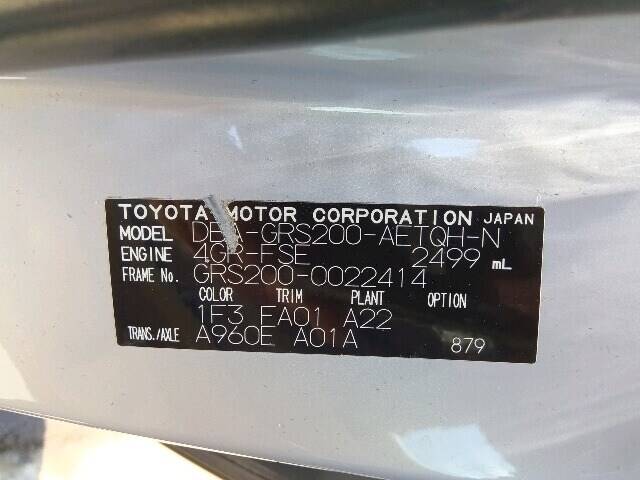 TOYOTA MOTOR CORPORATION JAPAN
MODEL DBA-GRS200-AETQH-N
ENGINE 4GR-FSE 2499 mL
FRAME No. GRS200-0022414
COLOR TRIM PLANT OPTION
1F3 FA01 A22
TRANS./AXLE A960E A01A 879